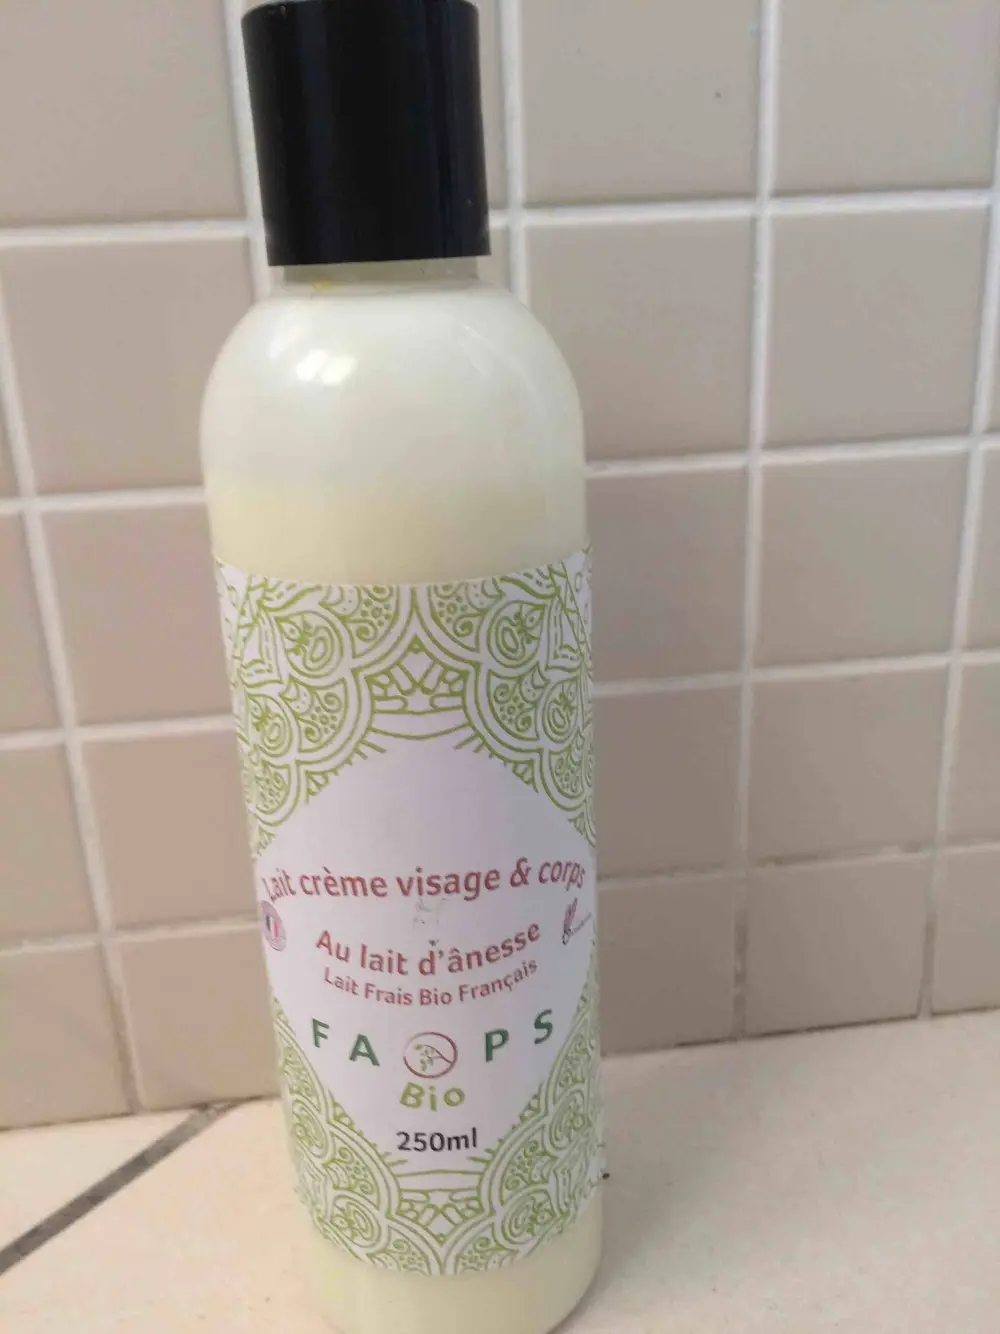 Lait crème visage & corps
Au lait d'ânesse
Lait Frais Bio Français
FA PS
Bio
250ml